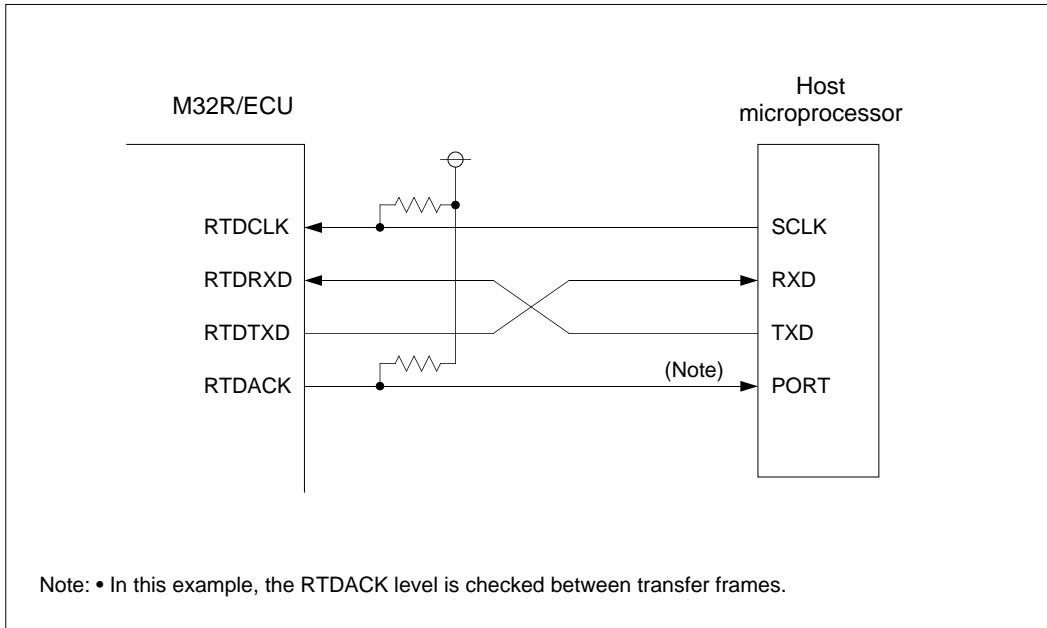 M32R/ECU
Host
microprocessor
RTDCLK
SCLK
RTDRXD
RXD
RTDTXD
TXD
RTDACK
(Note)
PORT
Note: • In this example, the RTDACK level is checked between transfer frames.